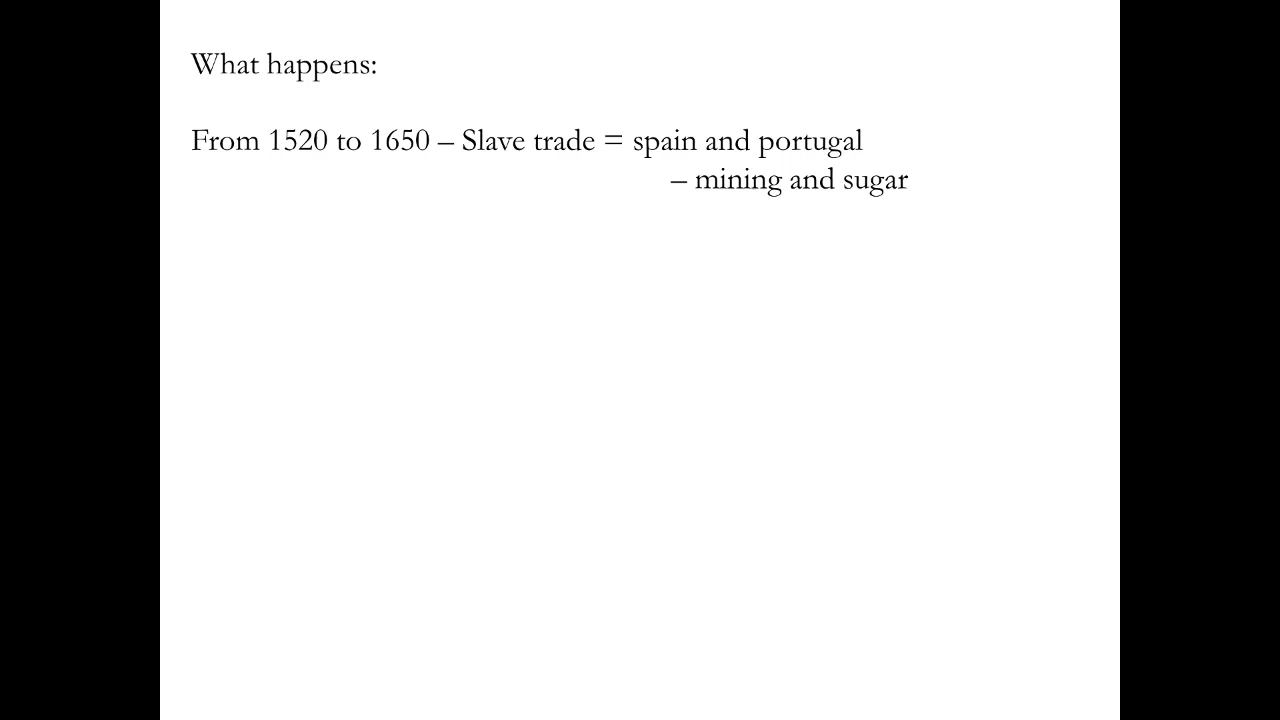 What happens:
From 1520 to 1650 – Slave trade = spain and portugal
– mining and sugar